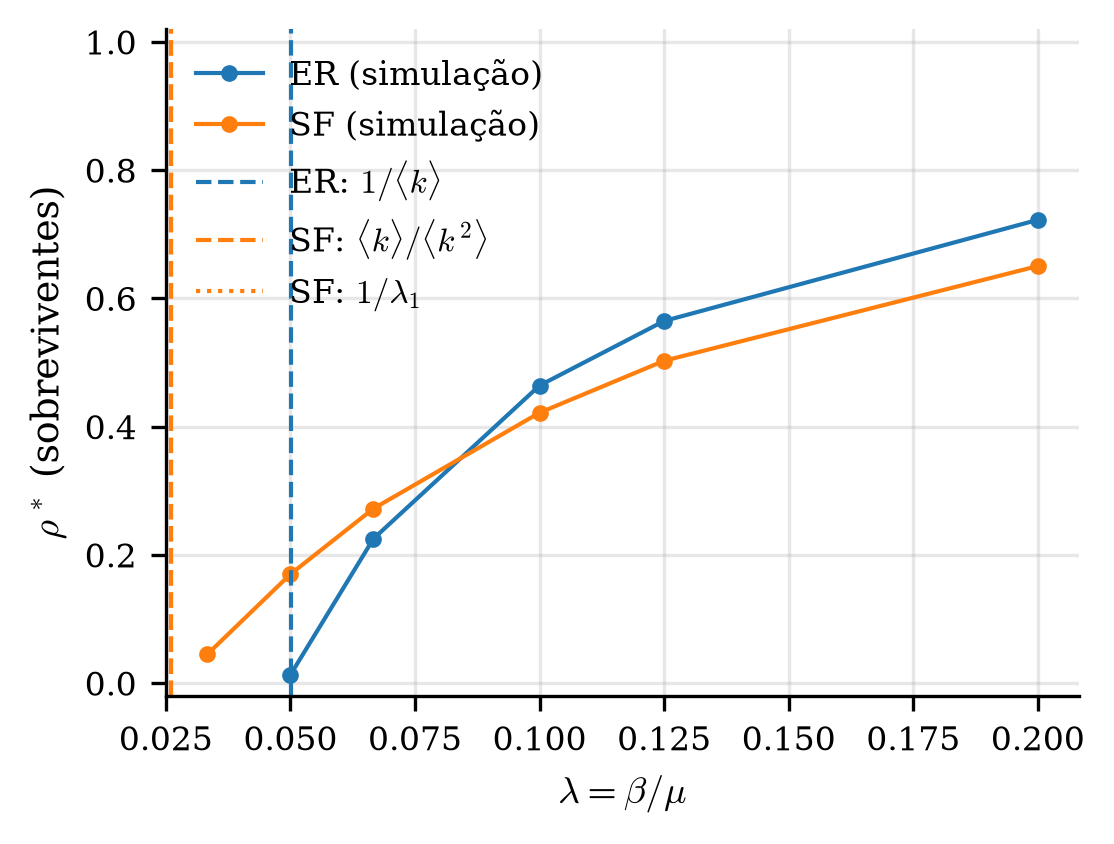 1.0
0.8
0.6
0.4
0.2
0.0
ρ* (sobreviventes)
ER (simulação)
SF (simulação)
ER: 1/⟨k⟩
SF: ⟨k⟩/⟨k²⟩
SF: 1/λ₁
0.025 0.050 0.075 0.100 0.125 0.150 0.175 0.200
λ = β/μ